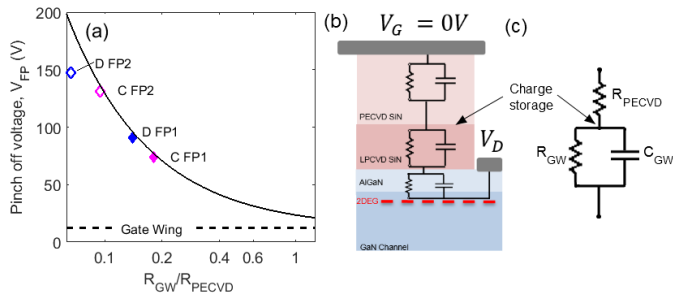 (a)
Pinch off voltage, V_FP (V)
200
150
100
50
0
D FP2
C FP2
D FP1
C FP1
Gate Wing
0.1
0.2
0.4
0.6
1
R_GW/R_PECVD
(b)
V_G = 0V
PECVD SiN
Charge
storage
LPCVD SiN
V_D
AlGaN
2DEG
GaN Channel
(c)
R_PECVD
R_GW
C_GW